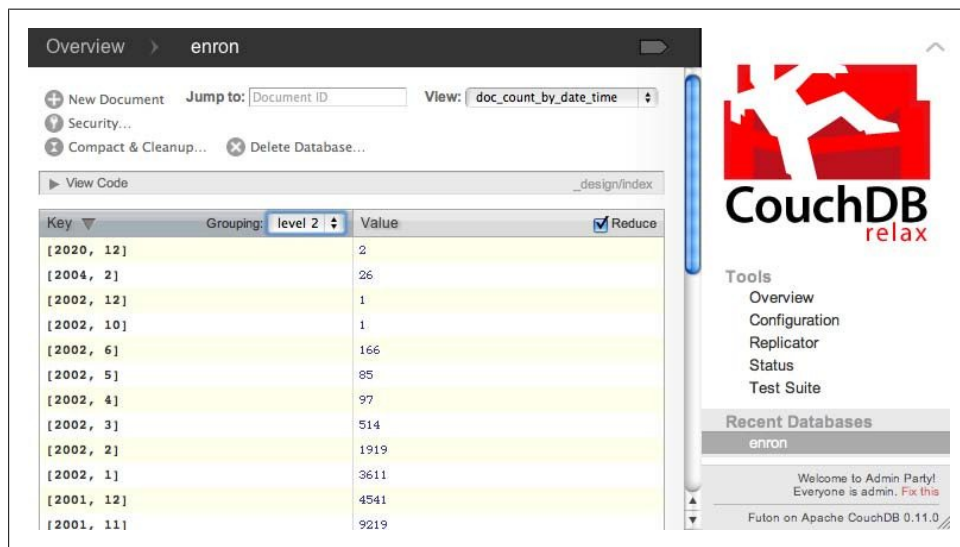 Overview enron
New Document Jump to: Document ID View: doc_count_by_date_time
Security...
Compact & Cleanup... Delete Database...
View Code _design/index
Key Grouping: level 2 Value Reduce
[2020, 12] 2
[2004, 2] 26
[2002, 12] 1
[2002, 10] 1
[2002, 6] 166
[2002, 5] 85
[2002, 4] 97
[2002, 3] 514
[2002, 2] 1919
[2002, 1] 3611
[2001, 12] 4541
[2001, 11] 9219
CouchDB
relax
Tools
Overview
Configuration
Replicator
Status
Test Suite
Recent Databases
enron
Welcome to Admin Party!
Everyone is admin. Fix this
Futon on Apache CouchDB 0.11.0